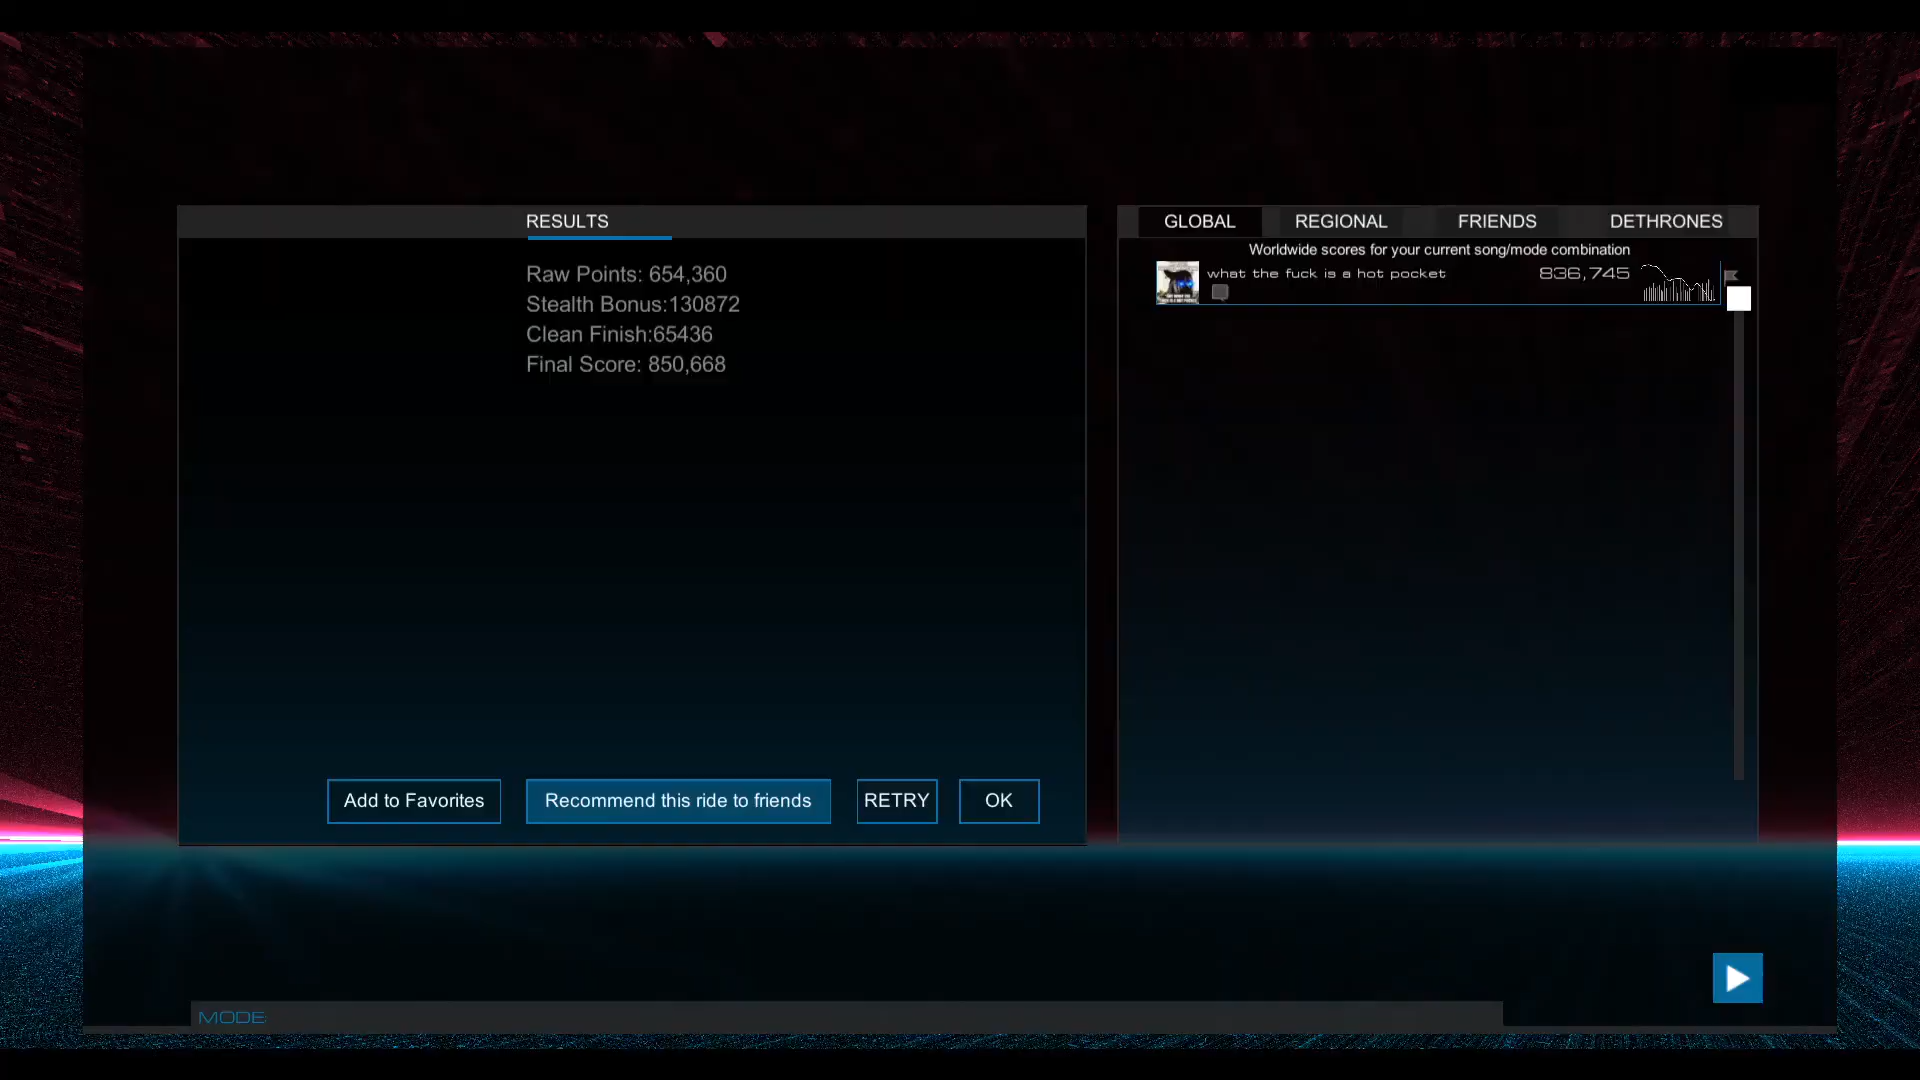 RESULTS
Raw Points: 654,360
Stealth Bonus:130872
Clean Finish:65436
Final Score: 850,668
Add to Favorites
Recommend this ride to friends
RETRY
OK
GLOBAL REGIONAL FRIENDS DETHRONES
Worldwide scores for your current song/mode combination
what the fuck is a hot pocket 836,745
MODE